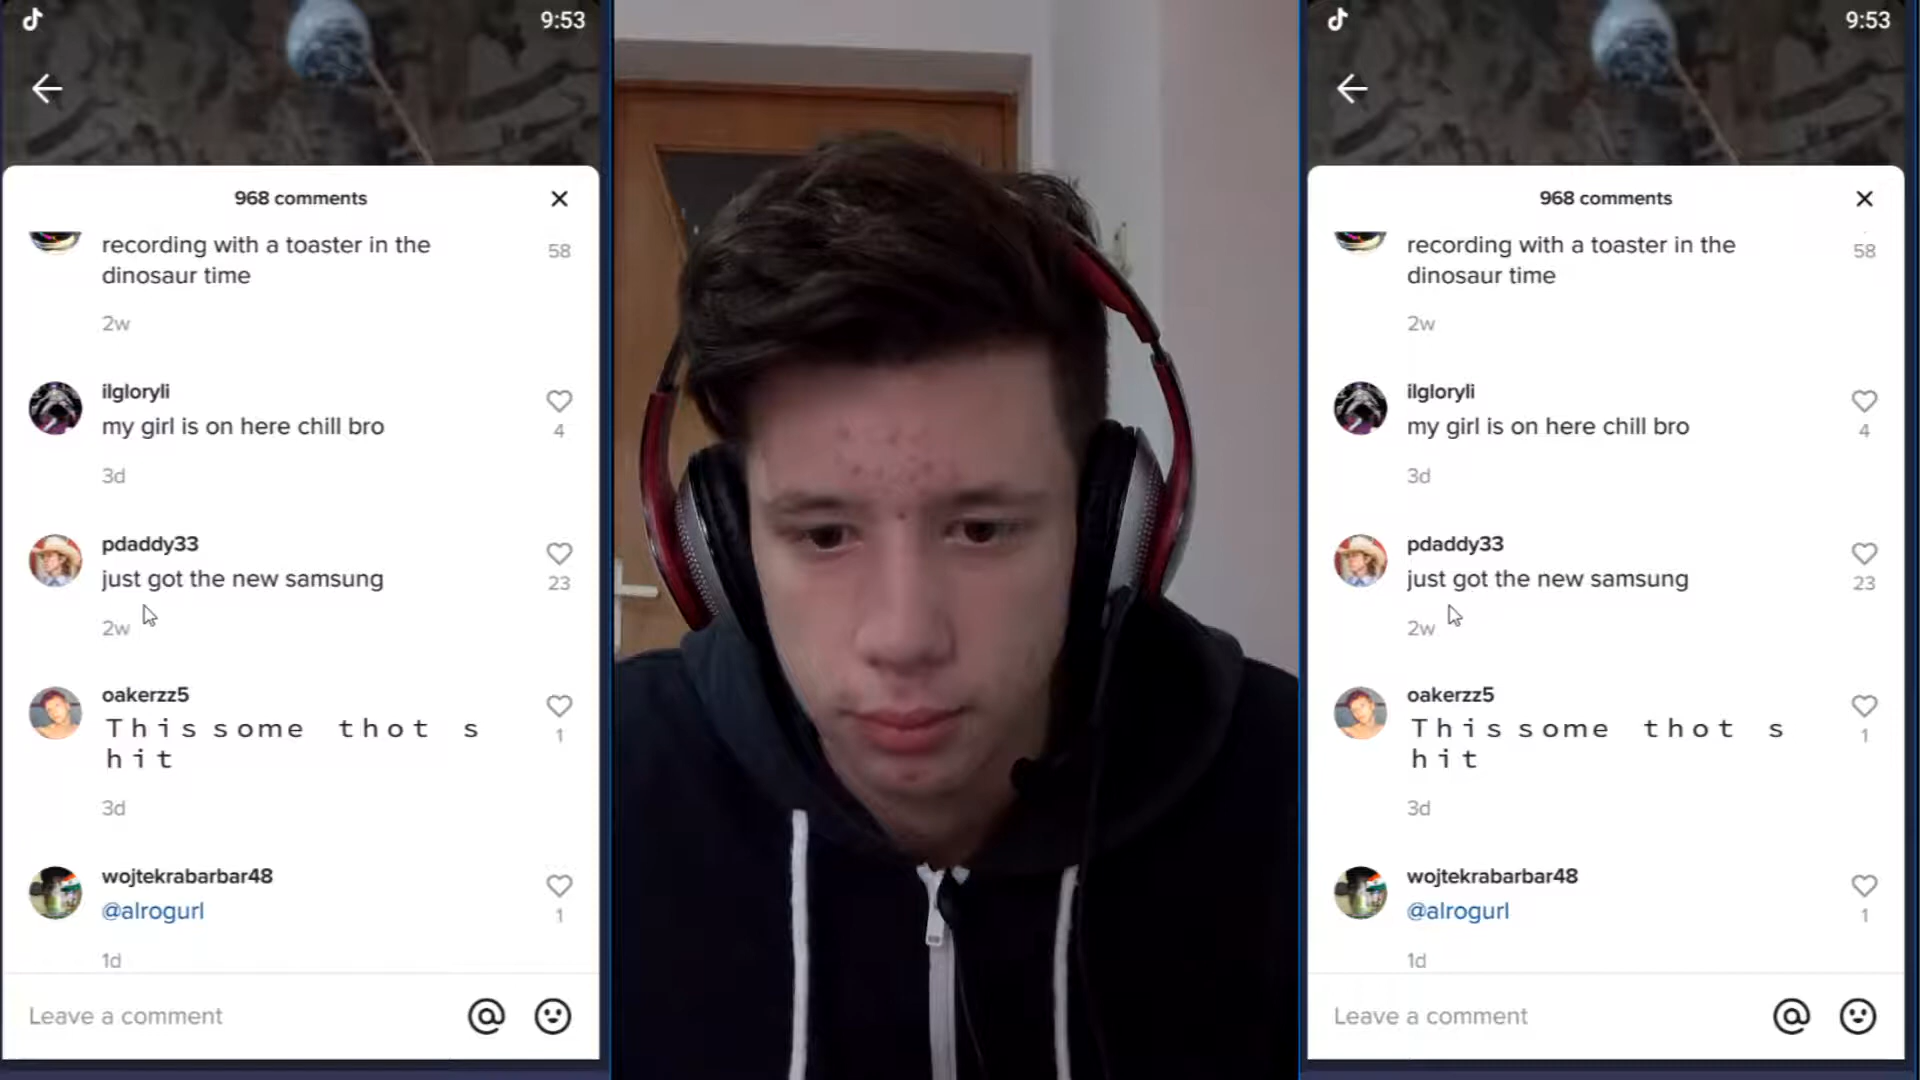 9:53
968 comments
recording with a toaster in the
dinosaur time
58
2w
ilgloryli
my girl is on here chill bro
4
3d
pdaddy33
just got the new samsung
23
2w
oakerzz5
This some thot s
hit
1
3d
wojtekrabarbar48
@alrogurl
1
1d
Leave a comment
9:53
968 comments
recording with a toaster in the
dinosaur time
58
2w
ilgloryli
my girl is on here chill bro
4
3d
pdaddy33
just got the new samsung
23
2w
oakerzz5
This some thot s
hit
1
3d
wojtekrabarbar48
@alrogurl
1
1d
Leave a comment